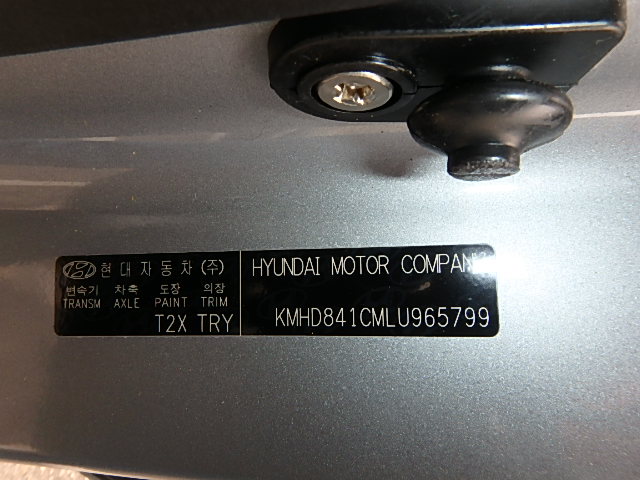 현대자동차(주)
변속기 차축 도장 의장
TRANSM AXLE PAINT TRIM
T2X TRY
HYUNDAI MOTOR COMPANY
KMHD841CMLU965799